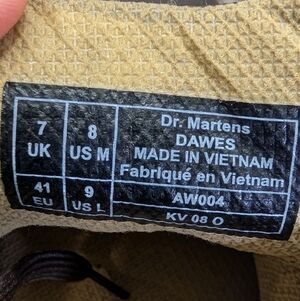 7
UK
8
US M
41
EU
9
US L
Dr. Martens
DAWES
MADE IN VIETNAM
Fabriqué en Vietnam
AW004
KV 08 O